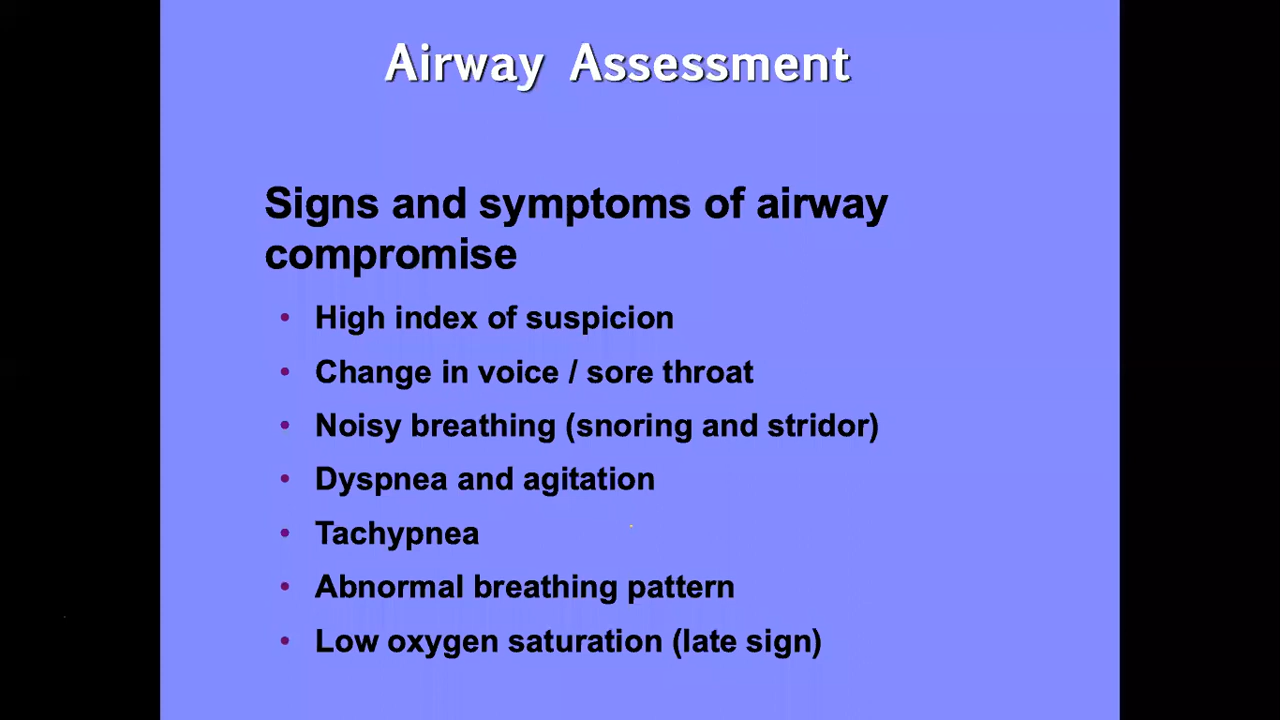 Airway Assessment
Signs and symptoms of airway
compromise
• High index of suspicion
• Change in voice / sore throat
• Noisy breathing (snoring and stridor)
• Dyspnea and agitation
• Tachypnea
• Abnormal breathing pattern
• Low oxygen saturation (late sign)